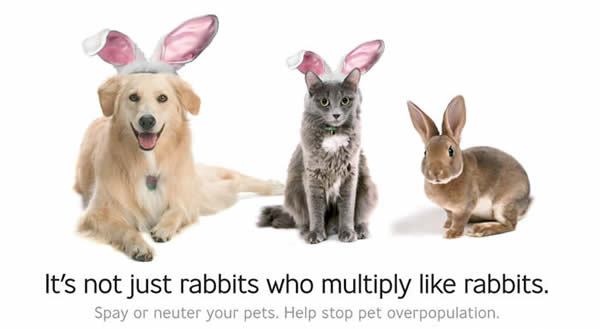 It's not just rabbits who multiply like rabbits.
Spay or neuter your pets. Help stop pet overpopulation.